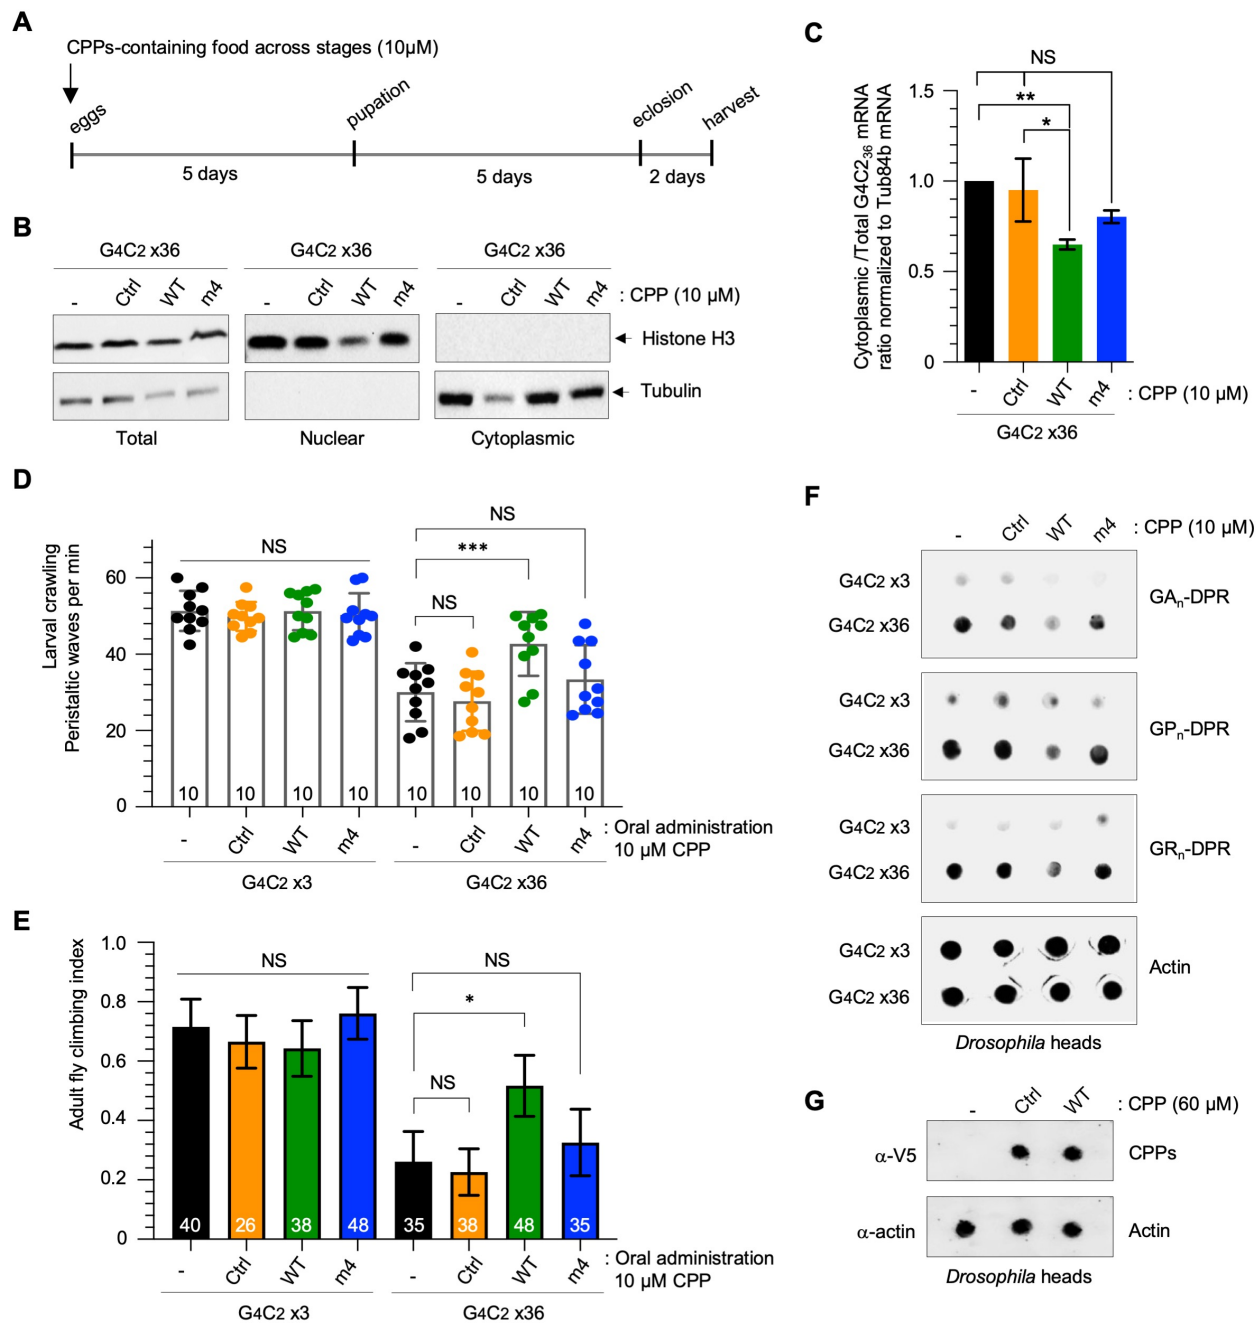 A
CPPs-containing food across stages (10µM)
eggs
pupation
eclosion
harvest
5 days
5 days
2 days
B
G4C2 x36
G4C2 x36
G4C2 x36
-
Ctrl
WT
m4
-
Ctrl
WT
m4
-
Ctrl
WT
m4
: CPP (10 µM)
Histone H3
Tubulin
Total
Nuclear
Cytoplasmic
C
NS
**
*
Cytoplasmic /Total G4C2₃₆ mRNA
ratio normalized to Tub84b mRNA
1.5
1.0
0.5
0
-
Ctrl
WT
m4
: CPP (10 µM)
G4C2 x36
D
Larval crawling
Peristaltic waves per min
60
40
20
0
NS
NS
***
NS
10
10
10
10
10
10
10
10
-
Ctrl
WT
m4
-
Ctrl
WT
m4
: Oral administration
10 µM CPP
G4C2 x3
G4C2 x36
E
Adult fly climbing index
1.0
0.8
0.6
0.4
0.2
0
NS
NS
*
NS
40
26
38
48
35
38
48
35
-
Ctrl
WT
m4
-
Ctrl
WT
m4
: Oral administration
10 µM CPP
G4C2 x3
G4C2 x36
F
-
Ctrl
WT
m4
: CPP (10 µM)
G4C2 x3
G4C2 x36
GAₙ-DPR
G4C2 x3
G4C2 x36
GPₙ-DPR
G4C2 x3
G4C2 x36
GRₙ-DPR
G4C2 x3
G4C2 x36
Actin
Drosophila heads
G
-
Ctrl
WT
: CPP (60 µM)
α-V5
CPPs
α-actin
Actin
Drosophila heads